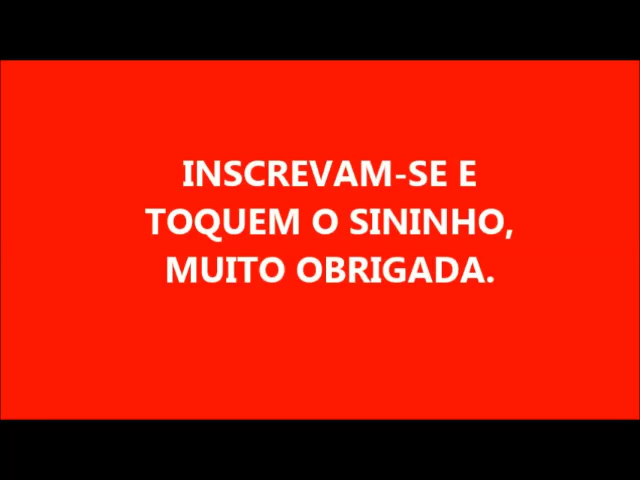 INSCREVAM-SE E
TOQUEM O SININHO,
MUITO OBRIGADA.